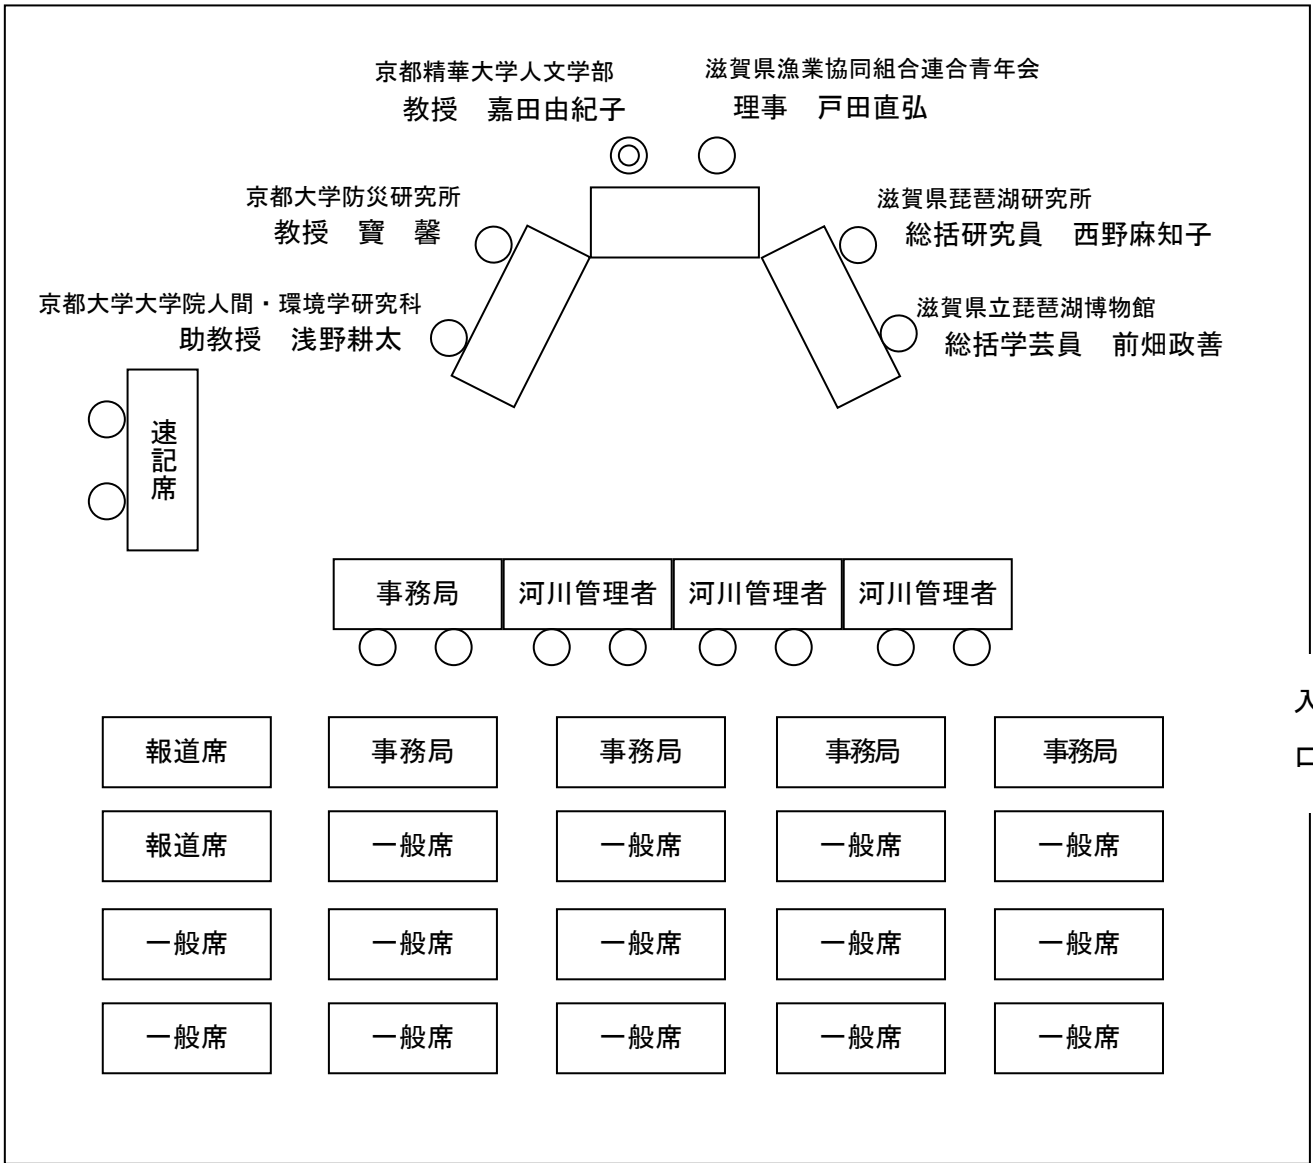 京都精華大学人文学部
教授　嘉田由紀子
滋賀県漁業協同組合連合青年会
理事　戸田直弘
京都大学防災研究所
教授　寶　馨
滋賀県琵琶湖研究所
総括研究員　西野麻知子
京都大学大学院人間・環境学研究科
助教授　浅野耕太
滋賀県立琵琶湖博物館
総括学芸員　前畑政善
速記席
事務局
河川管理者
河川管理者
河川管理者
入口
報道席
事務局
事務局
事務局
事務局
報道席
一般席
一般席
一般席
一般席
一般席
一般席
一般席
一般席
一般席
一般席
一般席
一般席
一般席
一般席